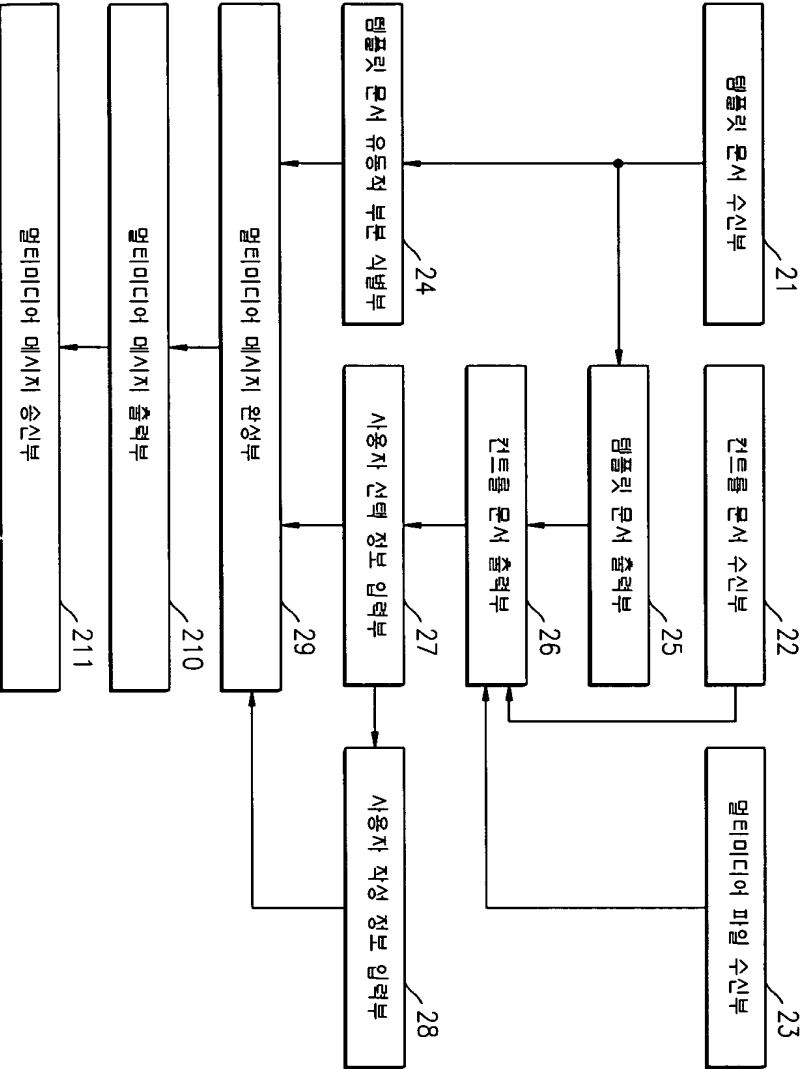 템플릿 문서 수신부
21
컨트롤 문서 수신부
22
멀티미디어 파일 수신부
23
템플릿 문서 출력부
25
컨트롤 문서 출력부
26
템플릿 문서 유동적 부분 식별부
24
사용자 선택 정보 입력부
27
사용자 작성 정보 입력부
28
멀티미디어 메시지 완성부
29
멀티미디어 메시지 출력부
210
멀티미디어 메시지 송신부
211